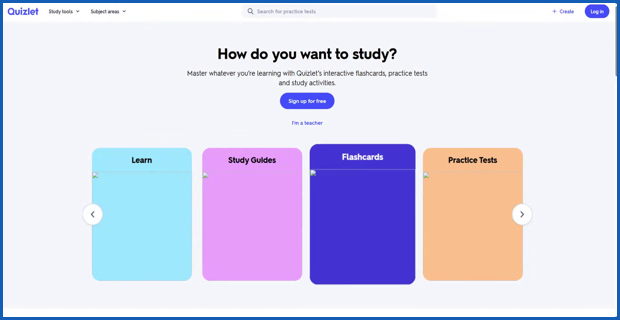 Quizlet
Study tools
Subject areas
Search for practice tests
+ Create
Log in
How do you want to study?
Master whatever you're learning with Quizlet's interactive flashcards, practice tests
and study activities.
Sign up for free
I'm a teacher
Learn
Study Guides
Flashcards
Practice Tests